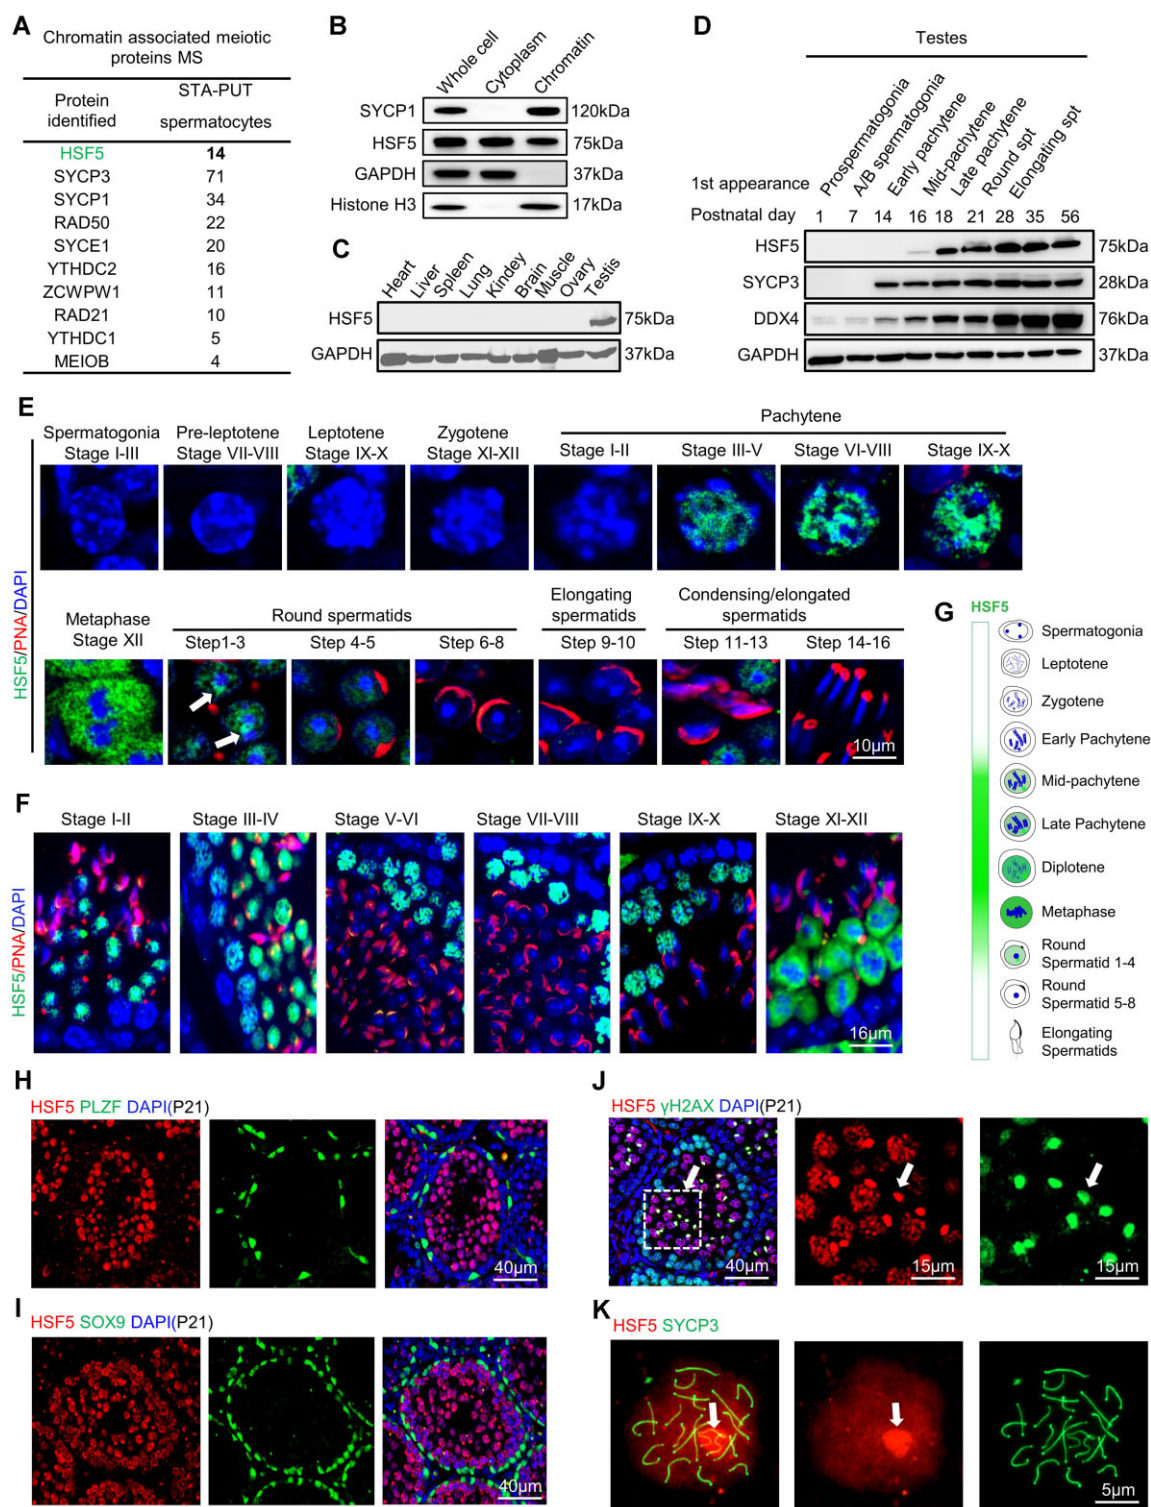 A
Chromatin associated meiotic
proteins MS
Protein
identified
STA-PUT
spermatocytes
HSF5 14
SYCP3 71
SYCP1 34
RAD50 22
SYCE1 20
YTHDC2 16
ZCWPW1 11
RAD21 10
YTHDC1 5
MEIOB 4
B
Whole cell Cytoplasm Chromatin
SYCP1 120kDa
HSF5 75kDa
GAPDH 37kDa
Histone H3 17kDa
C
Heart Liver Spleen Lung Kindey Brain Muscle Ovary Testis
HSF5 75kDa
GAPDH 37kDa
D
Testes
1st appearance Prospermatogonia A/B spermatogonia Early pachytene Mid-pachytene Late pachytene Round spt Elongating spt
Postnatal day 1 7 14 16 18 21 28 35 56
HSF5 75kDa
SYCP3 28kDa
DDX4 76kDa
GAPDH 37kDa
E
HSF5/PNA/DAPI
Spermatogonia
Stage I-III
Pre-leptotene
Stage VII-VIII
Leptotene
Stage IX-X
Zygotene
Stage XI-XII
Pachytene
Stage I-II Stage III-V Stage VI-VIII Stage IX-X
Metaphase
Stage XII
Round spermatids
Step1-3 Step 4-5 Step 6-8
Elongating
spermatids
Step 9-10
Condensing/elongated
spermatids
Step 11-13 Step 14-16
10μm
F
HSF5/PNA/DAPI
Stage I-II Stage III-IV Stage V-VI Stage VII-VIII Stage IX-X Stage XI-XII
16μm
G
HSF5
Spermatogonia
Leptotene
Zygotene
Early Pachytene
Mid-pachytene
Late Pachytene
Diplotene
Metaphase
Round
Spermatid 1-4
Round
Spermatid 5-8
Elongating
Spermatids
H
HSF5 PLZF DAPI(P21)
40μm
I
HSF5 SOX9 DAPI(P21)
40μm
J
HSF5 γH2AX DAPI(P21)
40μm 15μm 15μm
K
HSF5 SYCP3
5μm